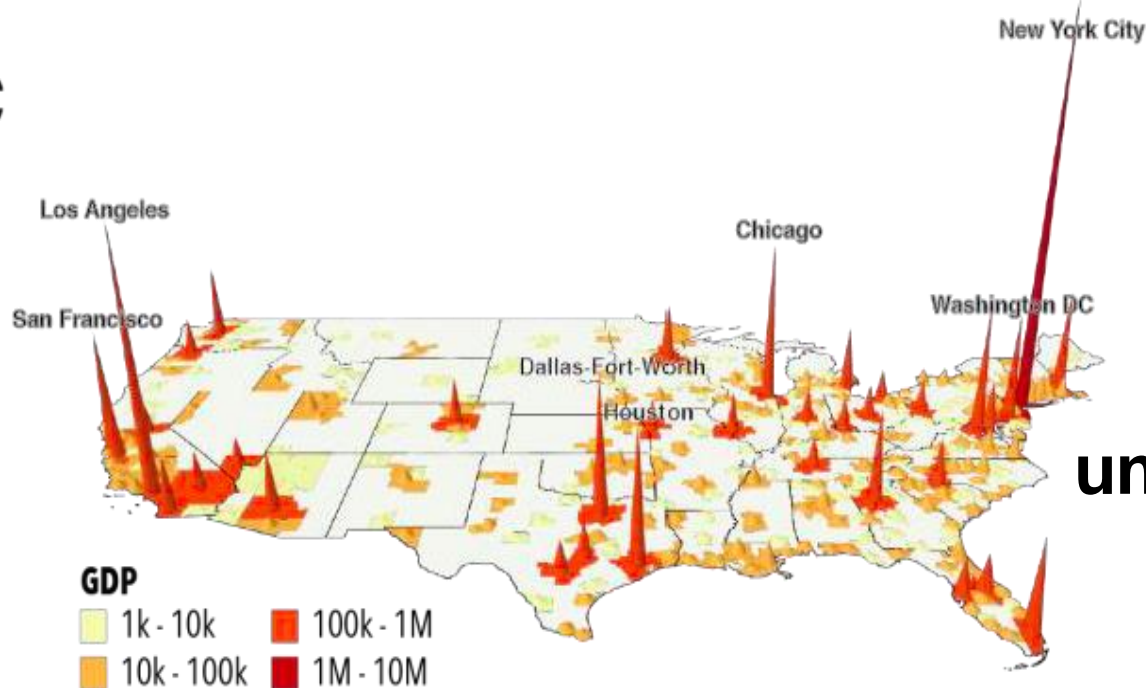 New York City
Los Angeles
Chicago
San Francisco
Washington DC
Dallas-Fort-Worth
Houston
un
GDP
1k - 10k
100k - 1M
10k - 100k
1M - 10M